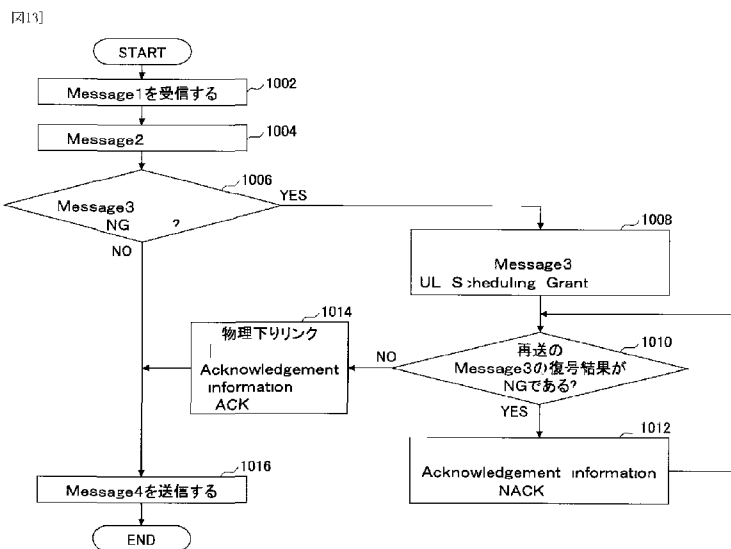 図13]
START
1002
Message1を受信する
1004
Message2
1006
Message3
NG ?
YES
NO
1008
Message3
UL Scheduling Grant
1014
物理下りリンク
Acknowledgement
information
ACK
NO
1010
再送の
Message3の復号結果が
NGである?
YES
1012
Acknowledgement information
NACK
1016
Message4を送信する
END